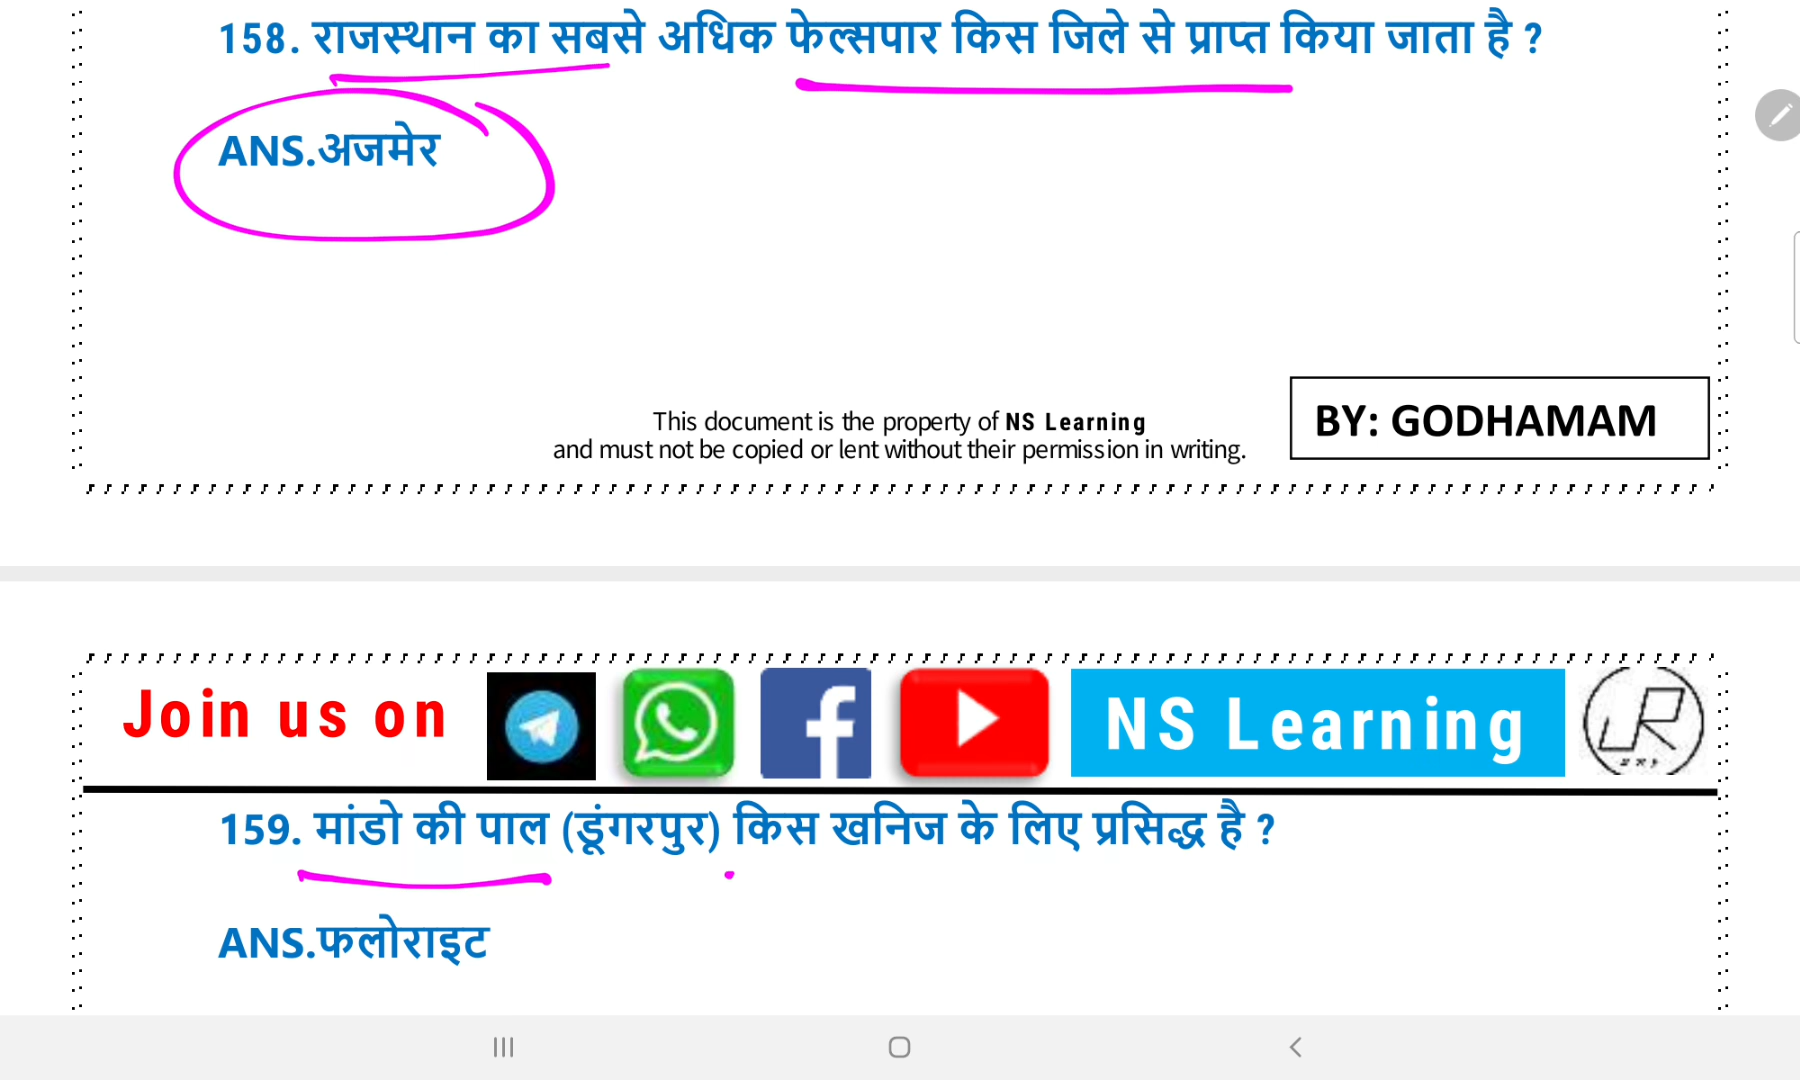 158. राजस्थान का सबसे अधिक फेल्सपार किस जिले से प्राप्त किया जाता है ?
ANS.अजमेर
This document is the property of NS Learning
and must not be copied or lent without their permission in writing.
BY: GODHAMAM
Join us on
NS Learning
159. मांडो की पाल (डूंगरपुर) किस खनिज के लिए प्रसिद्ध है ?
ANS.फलोराइट